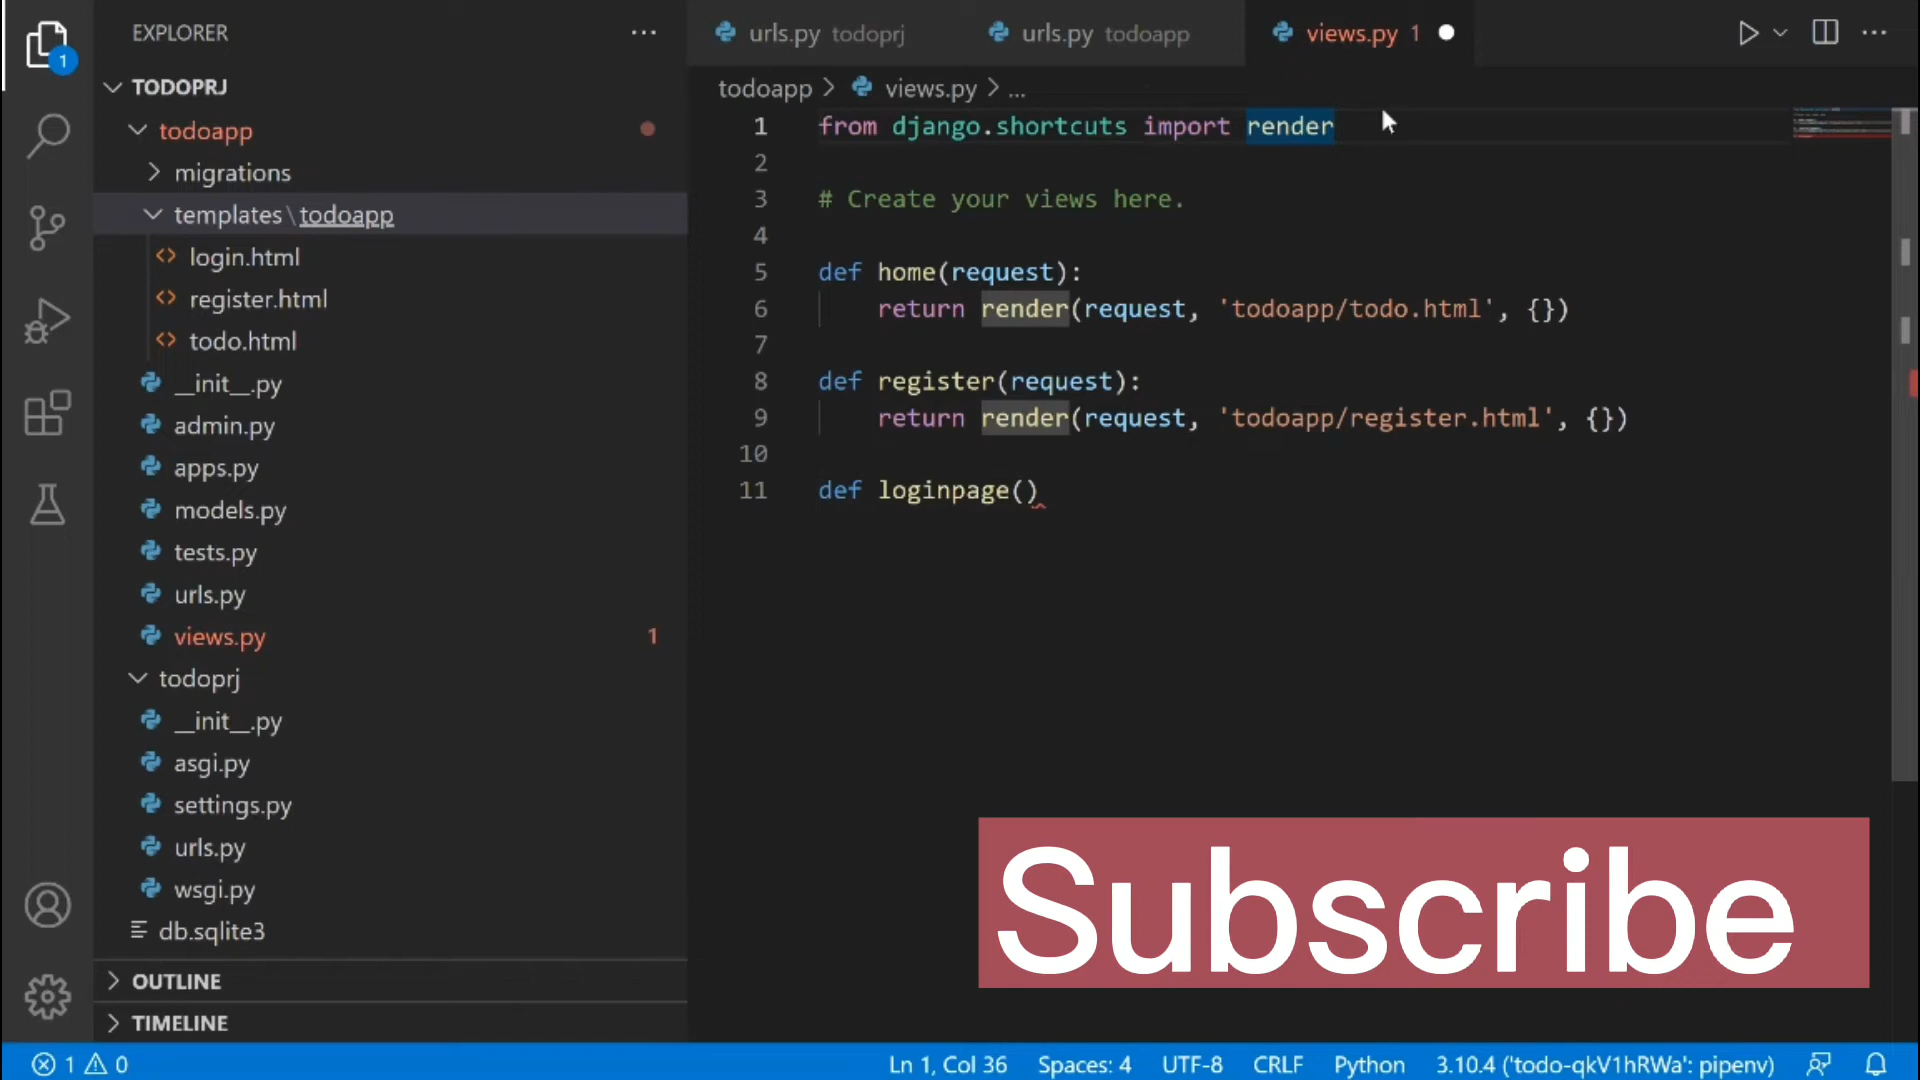 1
EXPLORER
TODOPRJ
todoapp
migrations
templates\todoapp
login.html
register.html
todo.html
__init__.py
admin.py
apps.py
models.py
tests.py
urls.py
views.py 1
todoprj
__init__.py
asgi.py
settings.py
urls.py
wsgi.py
db.sqlite3
OUTLINE
TIMELINE
urls.py todoprj urls.py todoapp views.py 1
todoapp > views.py > ...
1 from django.shortcuts import render
2
3 # Create your views here.
4
5 def home(request):
6 return render(request, 'todoapp/todo.html', {})
7
8 def register(request):
9 return render(request, 'todoapp/register.html', {})
10
11 def loginpage()
Subscribe
1 0 Ln 1, Col 36 Spaces: 4 UTF-8 CRLF Python 3.10.4 ('todo-qkV1hRWa': pipenv)